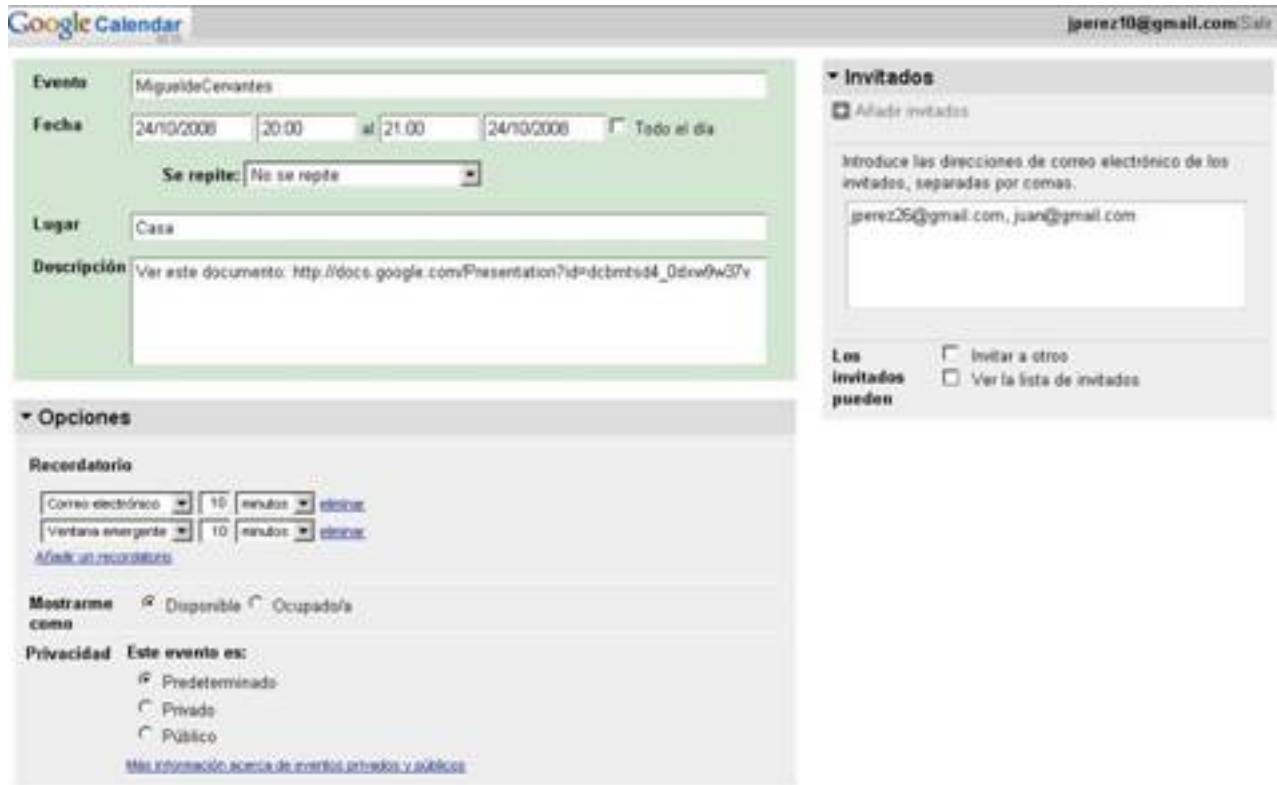 Google Calendar
jperez10@gmail.com|Salir
Evento MigueldeCervantes
Fecha 24/10/2008 20:00 al 21:00 24/10/2008 Todo el día
Se repite: No se repite
Lugar Casa
Descripción Ver este documento: http://docs.google.com/Presentation?id=dcbmtsd4_0dxw9w37v
Opciones
Recordatorio
Correo electrónico 10 minutos eliminar
Ventana emergente 10 minutos eliminar
Añadir un recordatorio
Mostrarme como Disponible Ocupado/a
Privacidad Este evento es:
Predeterminado
Privado
Público
Más información acerca de eventos privados y públicos
Invitados
Añadir invitados
Introduce las direcciones de correo electrónico de los
invitados, separadas por comas.
jperez26@gmail.com, juan@gmail.com
Los invitados pueden
Invitar a otros
Ver la lista de invitados